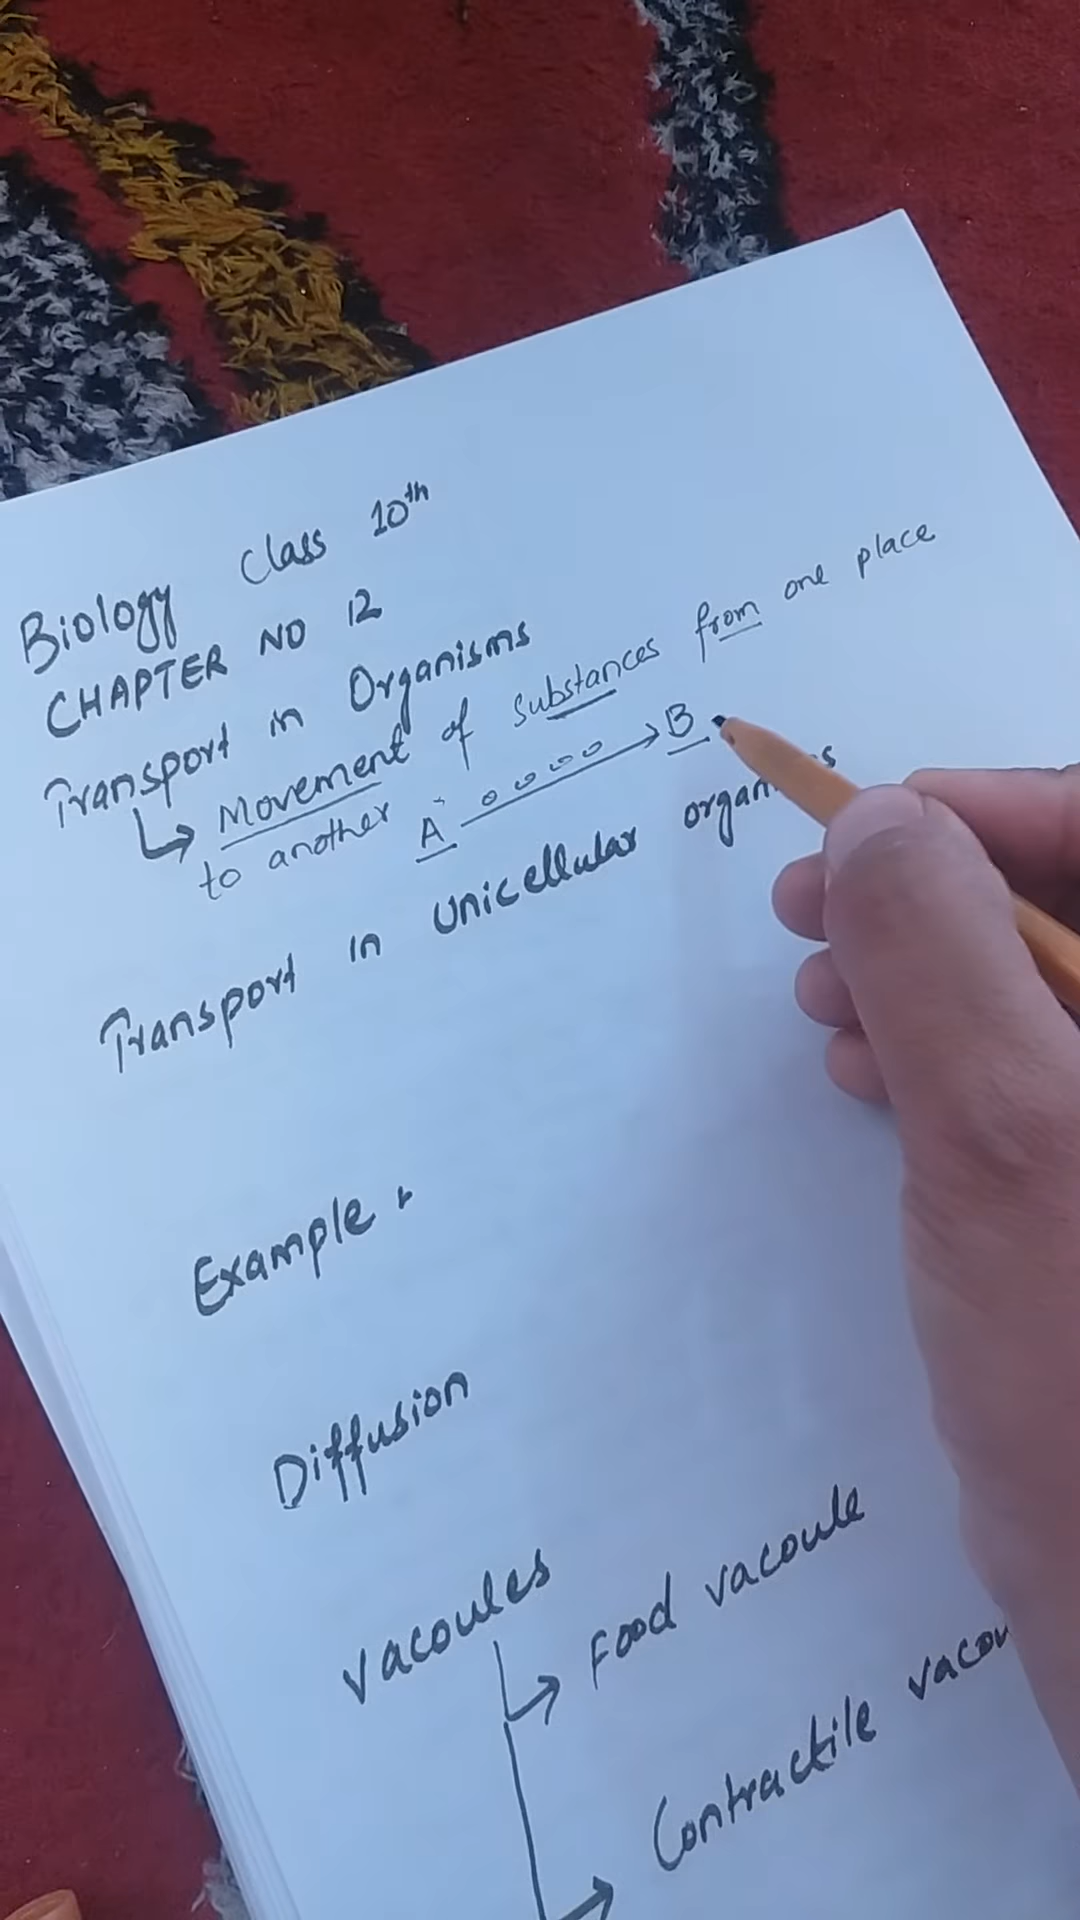 Biology Class 10th
CHAPTER NO 12
Transport in Organisms
↳ Movement of substances from one place
to another A oooo → B
Transport in Unicellular
Example
Diffusion
Vacoules
Food vacoule
Contractile